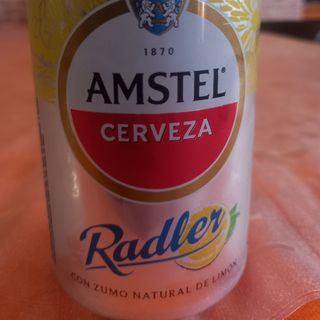 1870
AMSTEL®
CERVEZA
Radler
CON ZUMO NATURAL DE LIMÓN